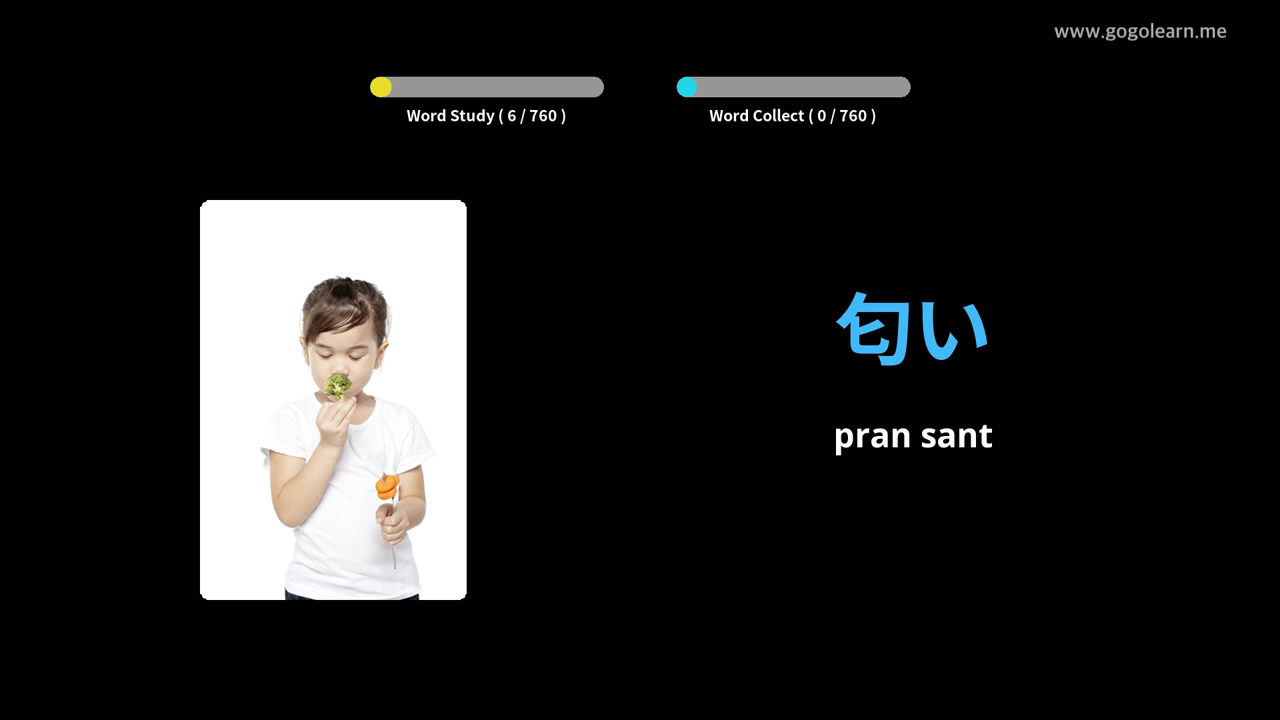 www.gogolearn.me
Word Study ( 6 / 760 )
Word Collect ( 0 / 760 )
匂い
pran sant